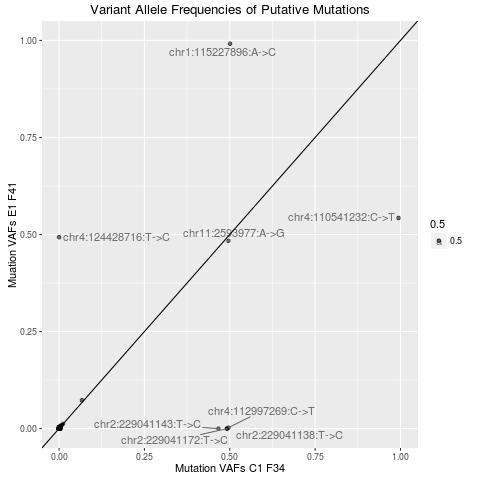 Variant Allele Frequencies of Putative Mutations
1.00
chr1:115227896:A->C
0.75
chr4:110541232:C->T
0.5
chr11:2593977:A->G
0.50
chr4:124428716:T->C
a 0.5
Muation VAFs E1 F41
0.25
chr4:112997269:C->T
chr2:229041143:T->C
0.00
chr2:229041138:T->C
chr2:229041172:T->C
0.00 0.25 0.50 0.75 1.00
Mutation VAFs C1 F34